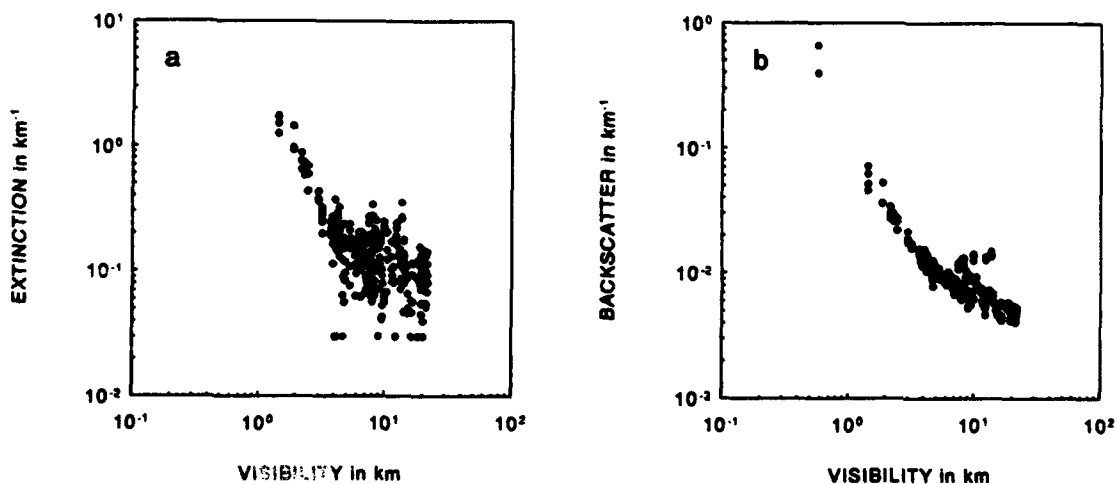 a
EXTINCTION in km⁻¹
10¹
10⁰
10⁻¹
10⁻²
10⁻¹ 10⁰ 10¹ 10²
VISIBILITY in km
b
BACKSCATTER in km⁻¹
10⁰
10⁻¹
10⁻²
10⁻³
10⁻¹ 10⁰ 10¹ 10²
VISIBILITY in km